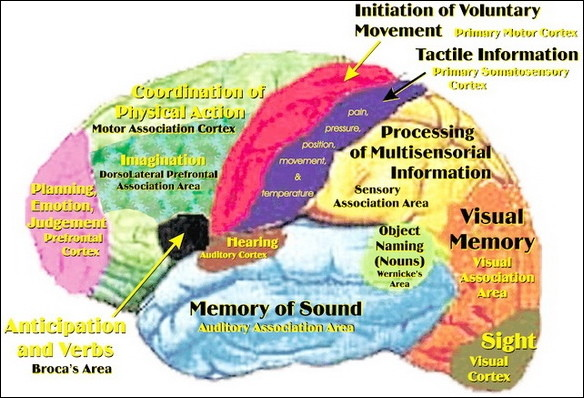 Initiation of Voluntary
Movement Primary Motor Cortex
Tactile Information
Primary Somatosensory
Cortex
Coordination of
Physical Action
Motor Association Cortex
pain,
pressure,
position,
movement,
&
temperature
Processing
of Multisensorial
Information
Sensory
Association Area
Imagination
DorsoLateral Prefrontal
Association Area
Planning,
Emotion,
Judgement
Prefrontal
Cortex
Hearing
Auditory Cortex
Object
Naming
(Nouns)
Wernicke's
Area
Visual
Memory
Visual
Association
Area
Memory of Sound
Auditory Association Area
Anticipation
and Verbs
Broca's Area
Sight
Visual
Cortex